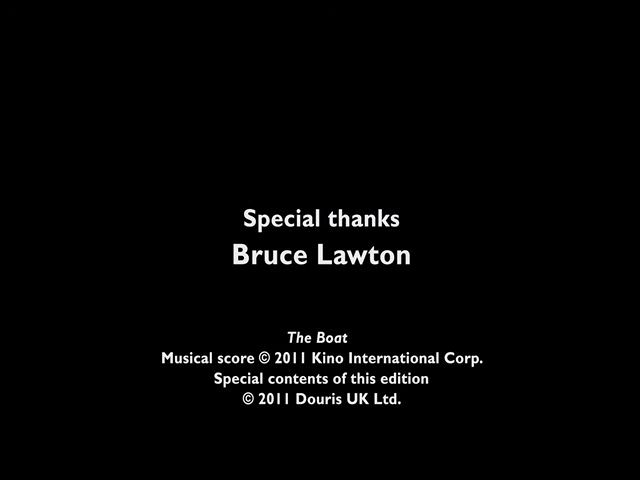 Special thanks
Bruce Lawton
The Boat
Musical score © 2011 Kino International Corp.
Special contents of this edition
© 2011 Douris UK Ltd.